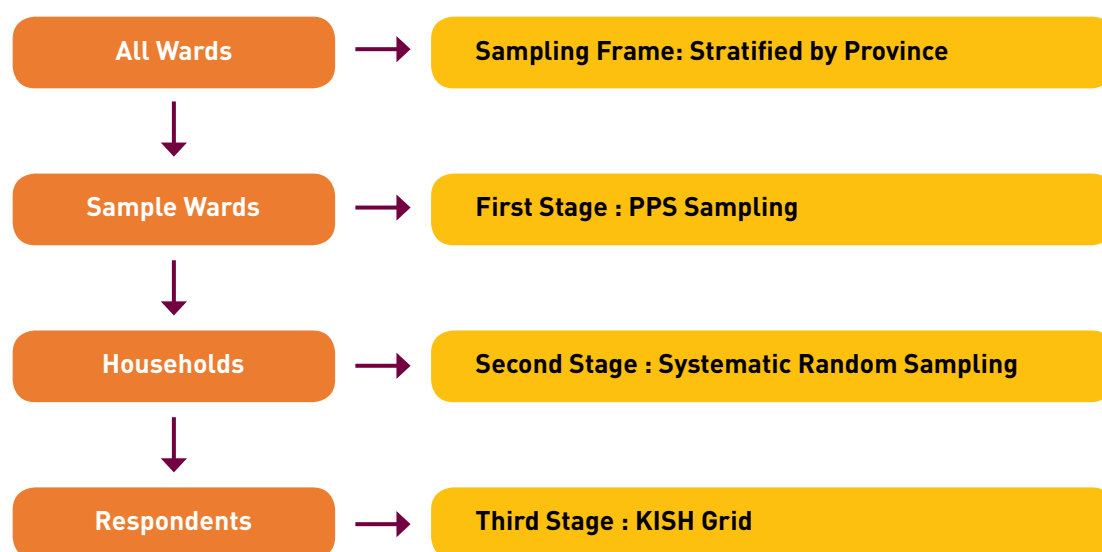 All Wards
Sampling Frame: Stratified by Province
Sample Wards
First Stage : PPS Sampling
Households
Second Stage : Systematic Random Sampling
Respondents
Third Stage : KISH Grid